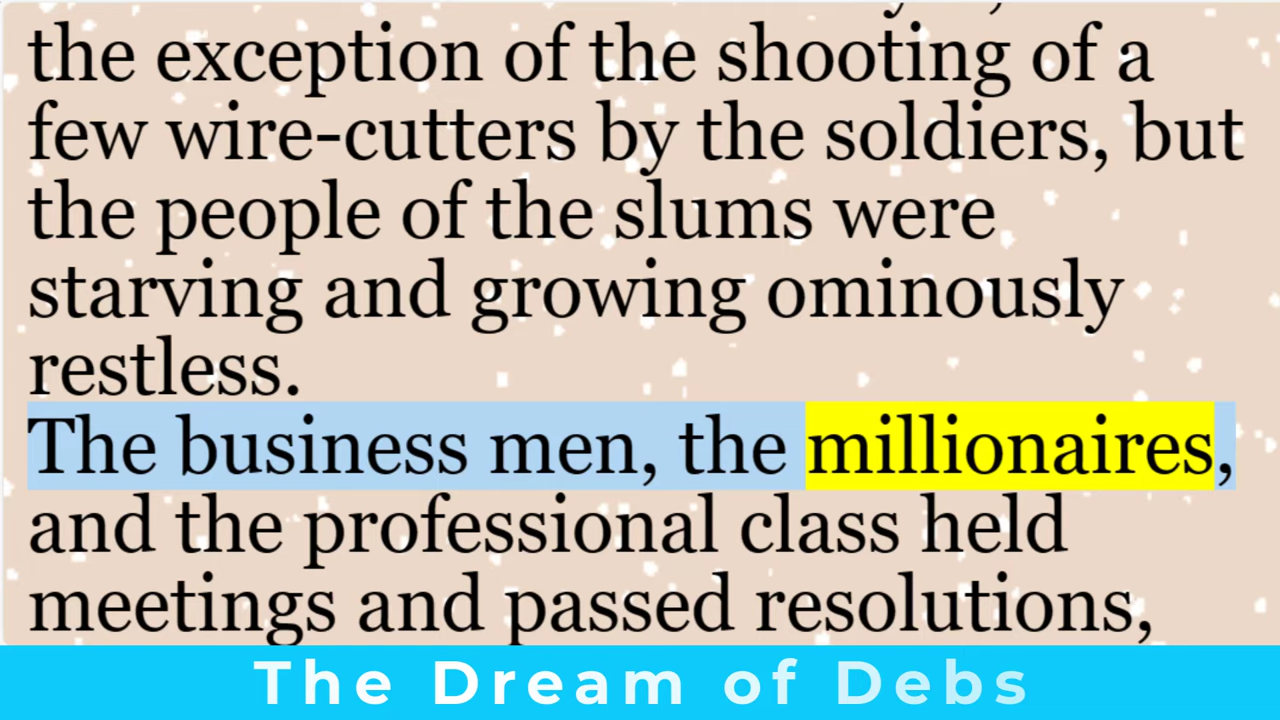 the exception of the shooting of a
few wire-cutters by the soldiers, but
the people of the slums were
starving and growing ominously
restless.
The business men, the millionaires,
and the professional class held
meetings and passed resolutions,
The Dream of Debs